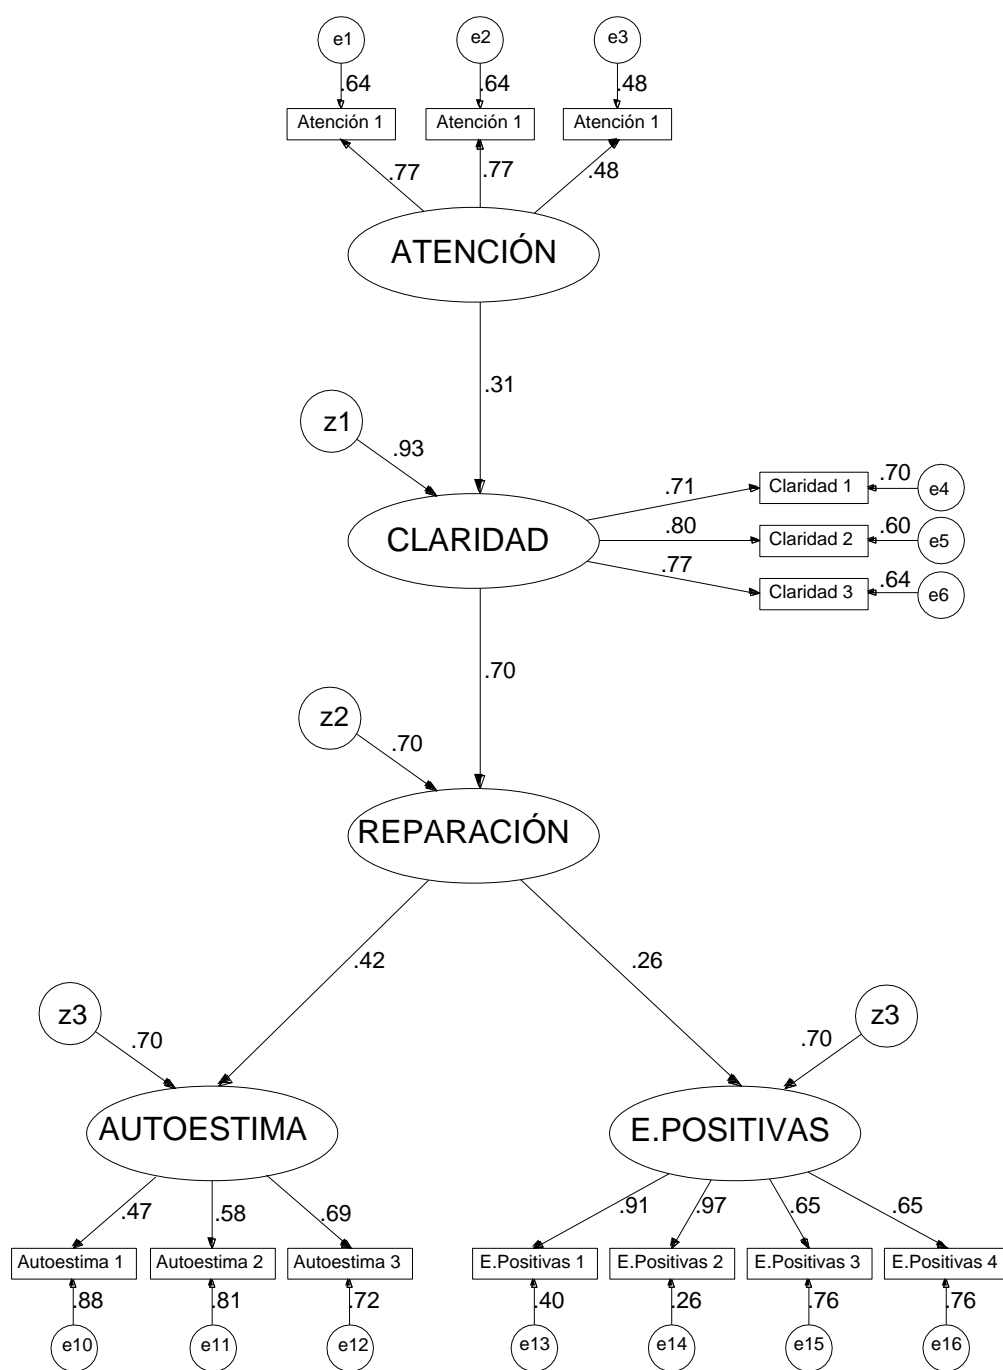 e1
e2
e3
.64
.64
.48
Atención 1
Atención 1
Atención 1
.77
.77
.48
ATENCIÓN
.31
z1
.93
CLARIDAD
.71
Claridad 1
.70
e4
.80
Claridad 2
.60
e5
.77
Claridad 3
.64
e6
.70
z2
.70
REPARACIÓN
.42
.26
z3
.70
z3
.70
AUTOESTIMA
E.POSITIVAS
.47
.58
.69
.91
.97
.65
.65
Autoestima 1
Autoestima 2
Autoestima 3
E.Positivas 1
E.Positivas 2
E.Positivas 3
E.Positivas 4
.88
.81
.72
.40
.26
.76
.76
e10
e11
e12
e13
e14
e15
e16